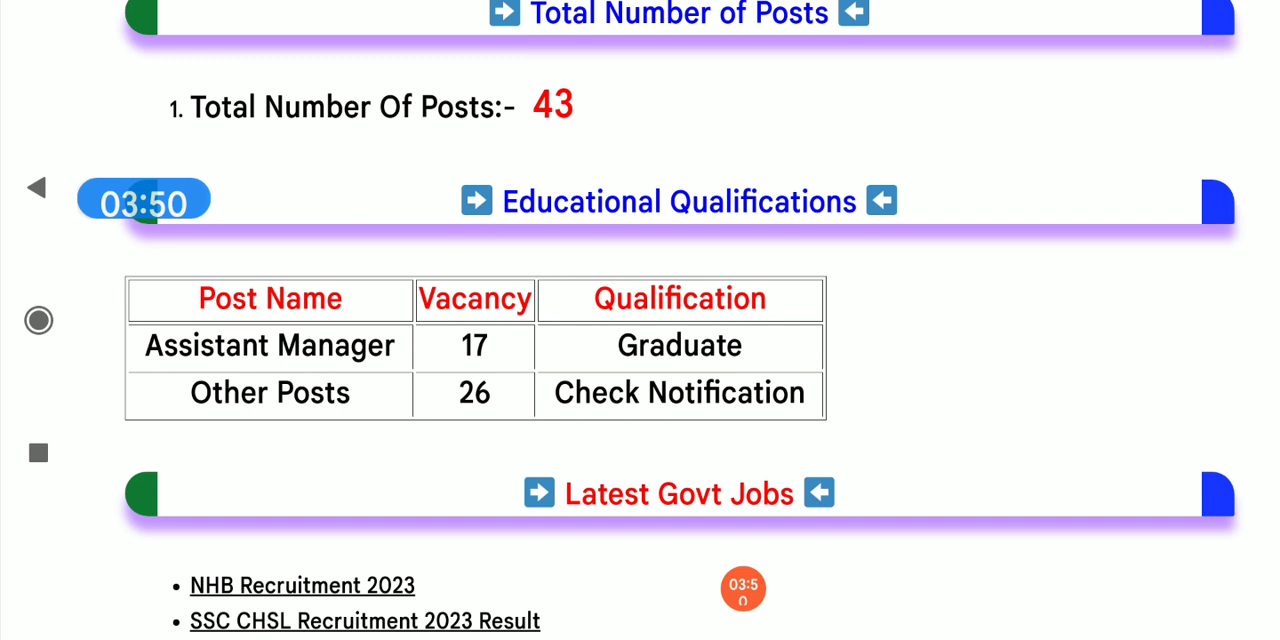 ➡ Total Number of Posts ⬅
1. Total Number Of Posts:- 43
03:50
➡ Educational Qualifications ⬅
Post Name Vacancy Qualification
Assistant Manager 17 Graduate
Other Posts 26 Check Notification
➡ Latest Govt Jobs ⬅
• NHB Recruitment 2023
03:5
0
• SSC CHSL Recruitment 2023 Result